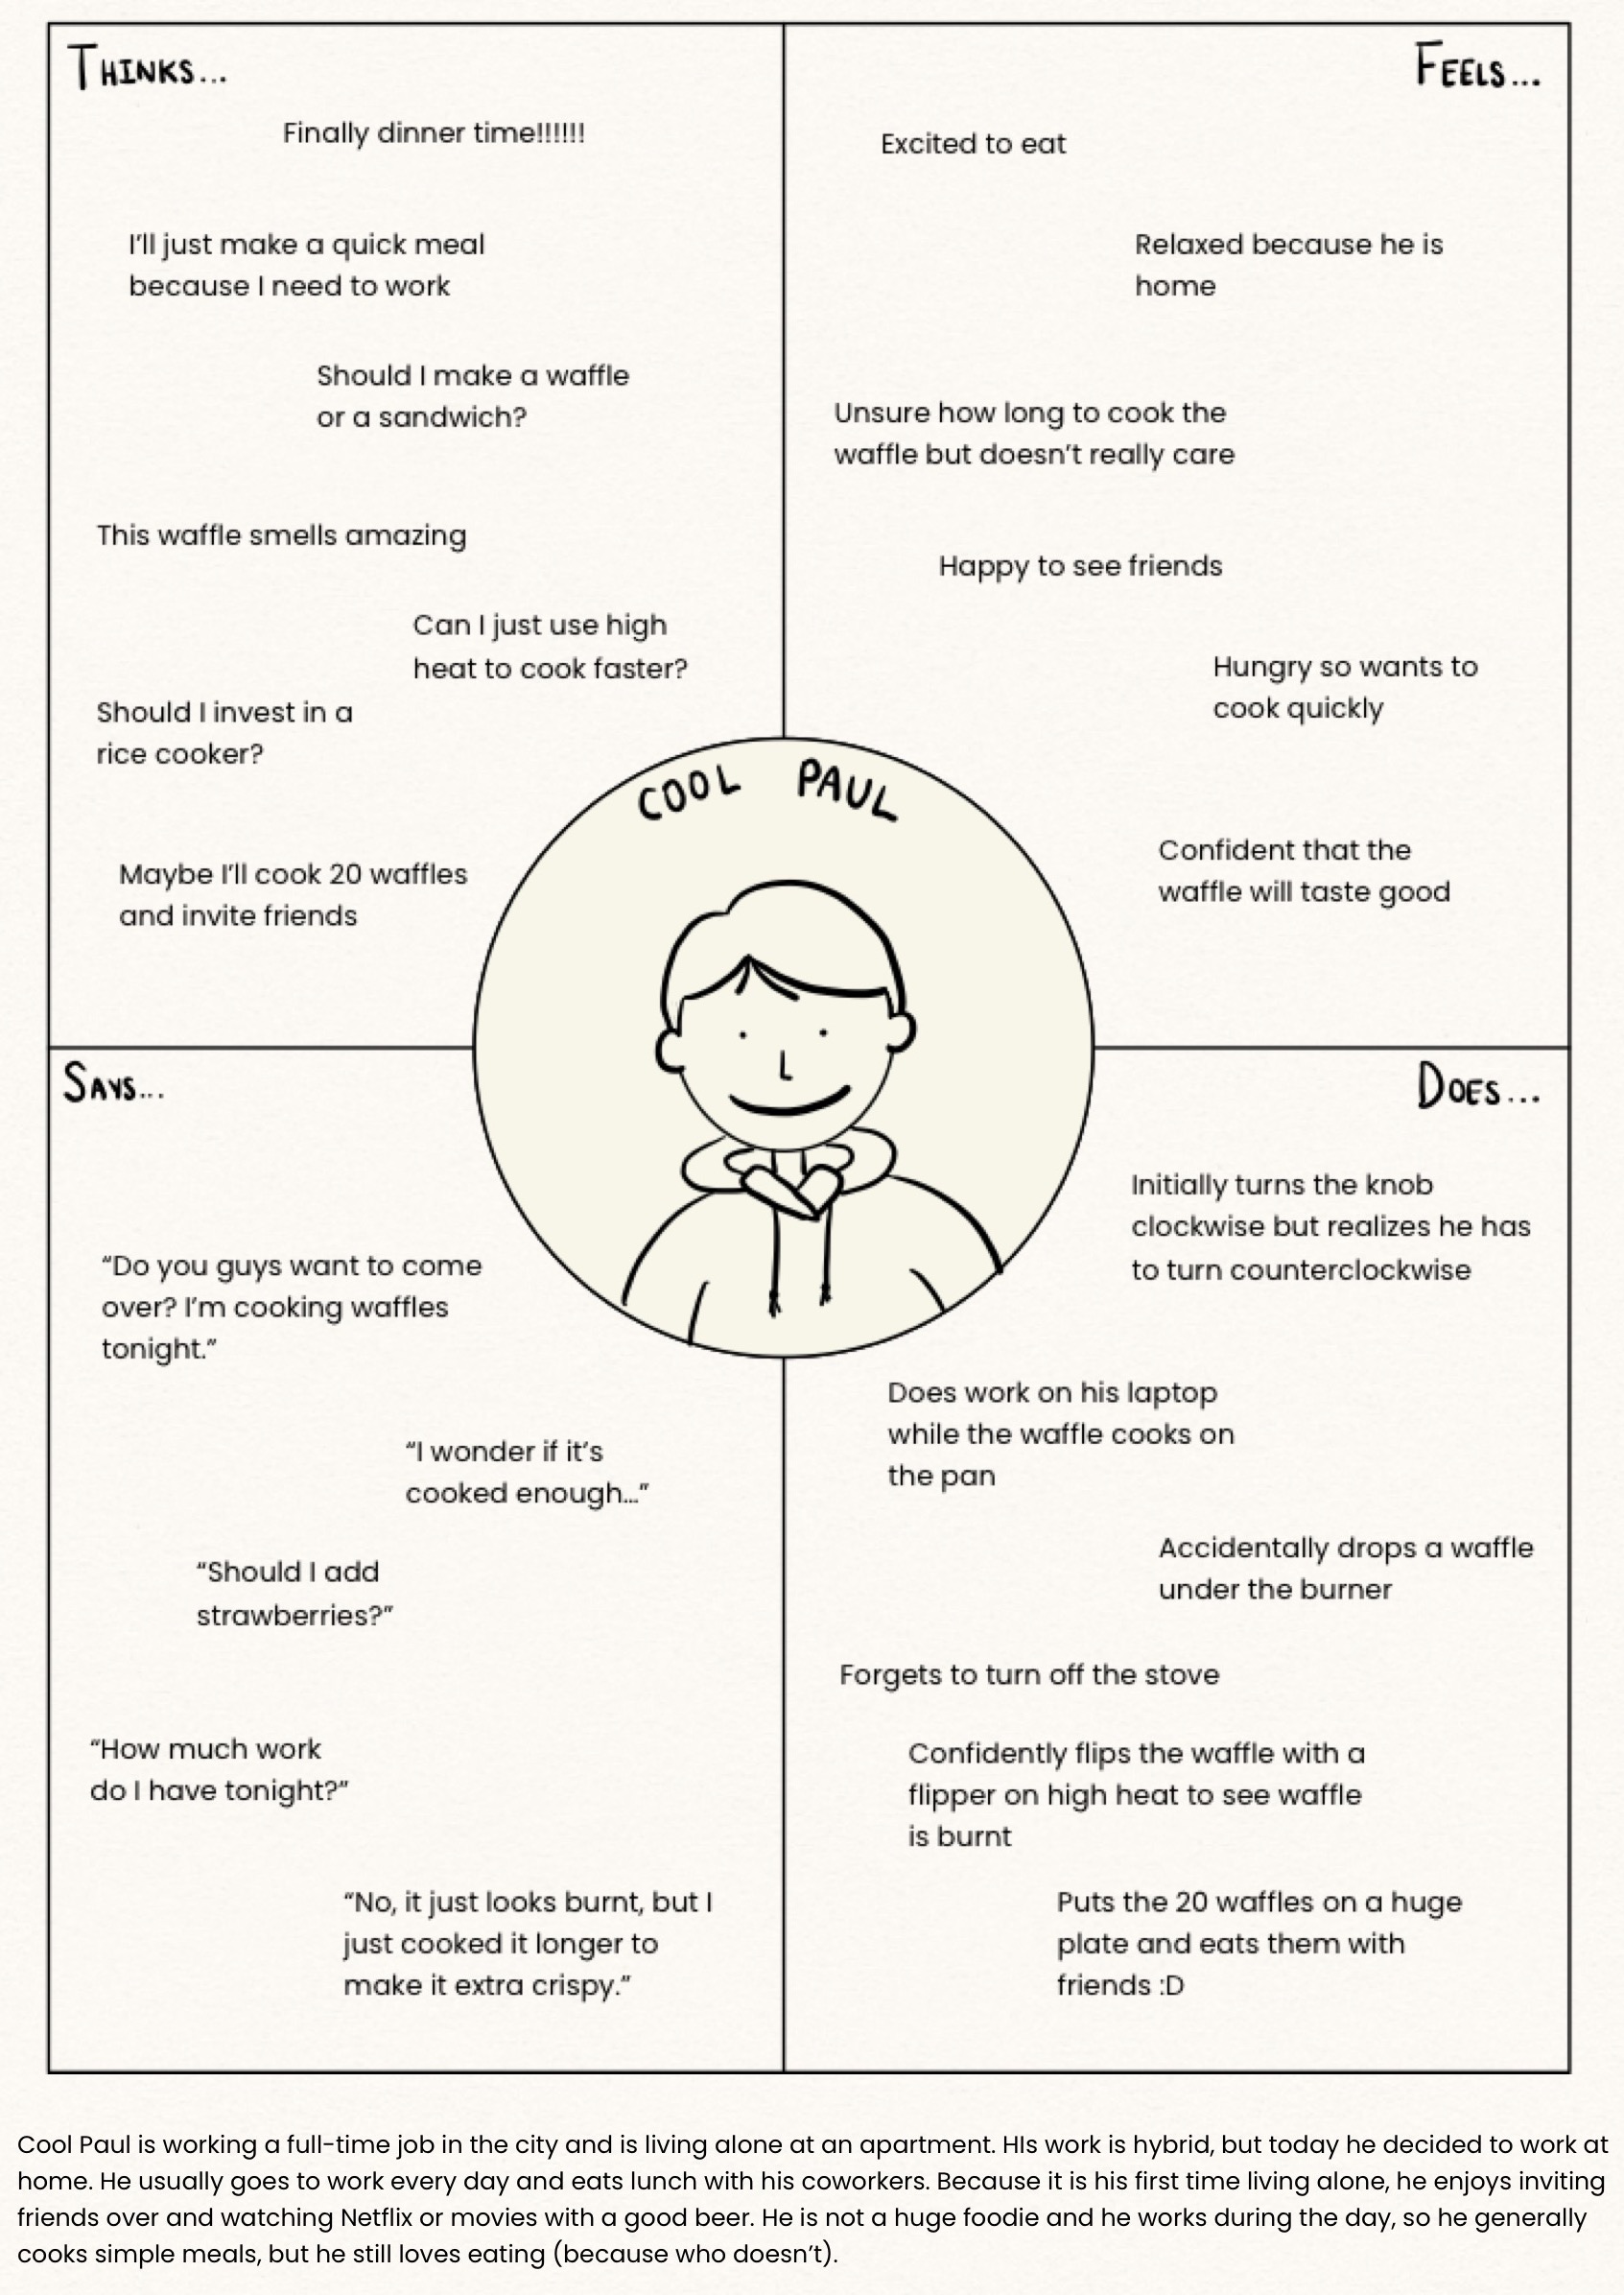 THINKS...
Finally dinner time!!!!!!
I'll just make a quick meal
because I need to work
Should I make a waffle
or a sandwich?
This waffle smells amazing
Can I just use high
heat to cook faster?
Should I invest in a
rice cooker?
Maybe I'll cook 20 waffles
and invite friends
FEELS...
Excited to eat
Relaxed because he is
home
Unsure how long to cook the
waffle but doesn't really care
Happy to see friends
Hungry so wants to
cook quickly
Confident that the
waffle will taste good
COOL PAUL
SAYS...
“Do you guys want to come
over? I'm cooking waffles
tonight.”
“I wonder if it's
cooked enough...”
“Should I add
strawberries?”
“How much work
do I have tonight?”
“No, it just looks burnt, but I
just cooked it longer to
make it extra crispy.”
DOES...
Initially turns the knob
clockwise but realizes he has
to turn counterclockwise
Does work on his laptop
while the waffle cooks on
the pan
Accidentally drops a waffle
under the burner
Forgets to turn off the stove
Confidently flips the waffle with a
flipper on high heat to see waffle
is burnt
Puts the 20 waffles on a huge
plate and eats them with
friends :D
Cool Paul is working a full-time job in the city and is living alone at an apartment. HIs work is hybrid, but today he decided to work at
home. He usually goes to work every day and eats lunch with his coworkers. Because it is his first time living alone, he enjoys inviting
friends over and watching Netflix or movies with a good beer. He is not a huge foodie and he works during the day, so he generally
cooks simple meals, but he still loves eating (because who doesn't).